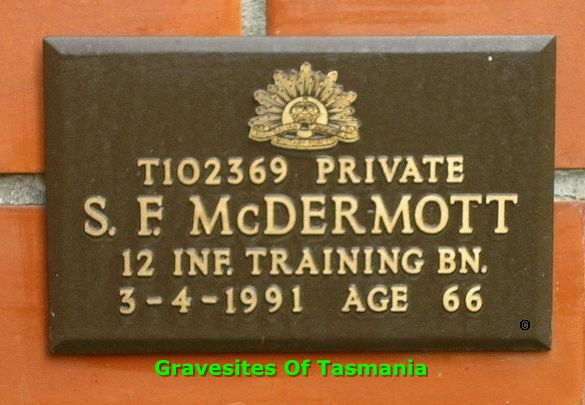 T102369 PRIVATE
S. F. McDERMOTT
12 INF. TRAINING BN.
3-4-1991 AGE 66
©
Gravesites Of Tasmania